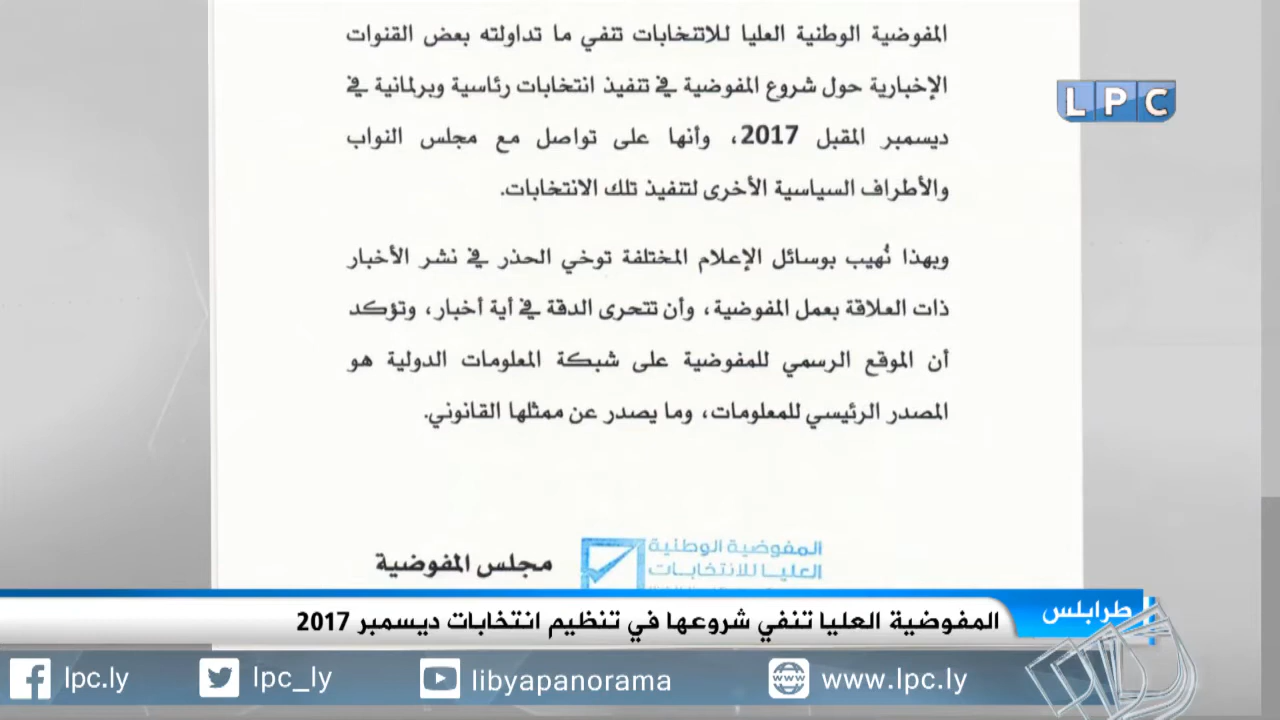 المفوضية الوطنية العليا للانتخابات تنفي ما تداولته بعض القنوات
الإخبارية حول شروع المفوضية في تنفيذ انتخابات رئاسية وبرلمانية في
ديسمبر المقبل 2017، وأنها على تواصل مع مجلس النواب
والأطراف السياسية الأخرى لتنفيذ تلك الانتخابات.
وبهذا نُهيب بوسائل الإعلام المختلفة توخي الحذر في نشر الأخبار
ذات العلاقة بعمل المفوضية، وأن تتحرى الدقة في أية أخبار، وتؤكد
أن الموقع الرسمي للمفوضية على شبكة المعلومات الدولية هو
المصدر الرئيسي للمعلومات، وما يصدر عن ممثلها القانوني.
LPC
المفوضية الوطنية
العليا للانتخابات
مجلس المفوضية
طرابلس
المفوضية العليا تنفي شروعها في تنظيم انتخابات ديسمبر 2017
lpc.ly
lpc_ly
libyapanorama
www.lpc.ly